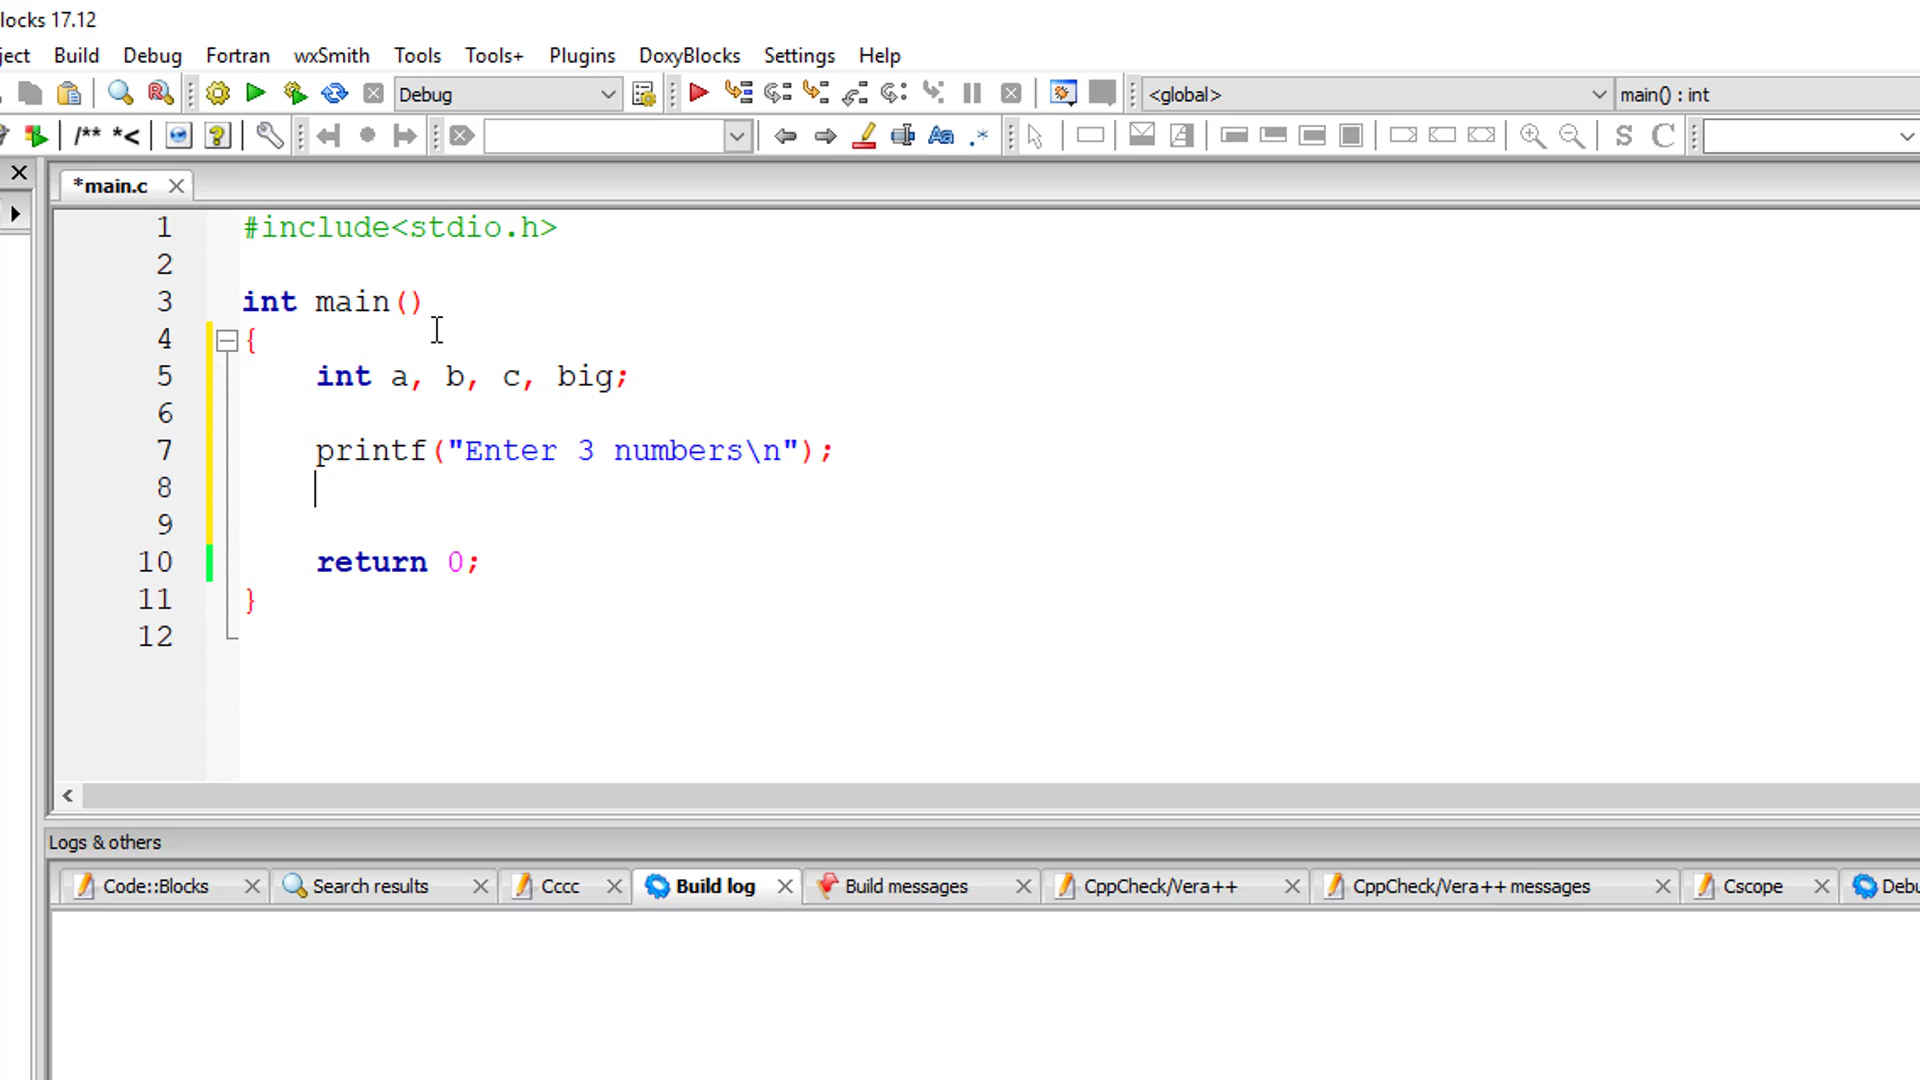 locks 17.12
ject Build Debug Fortran wxSmith Tools Tools+ Plugins DoxyBlocks Settings Help
Debug <global> main() : int
/** *< Aa .* S C
*main.c
1 #include<stdio.h>
2
3 int main()
4 {
5 int a, b, c, big;
6
7 printf("Enter 3 numbers\n");
8
9
10 return 0;
11 }
12
Logs & others
Code::Blocks Search results Cccc Build log Build messages CppCheck/Vera++ CppCheck/Vera++ messages Cscope Debu